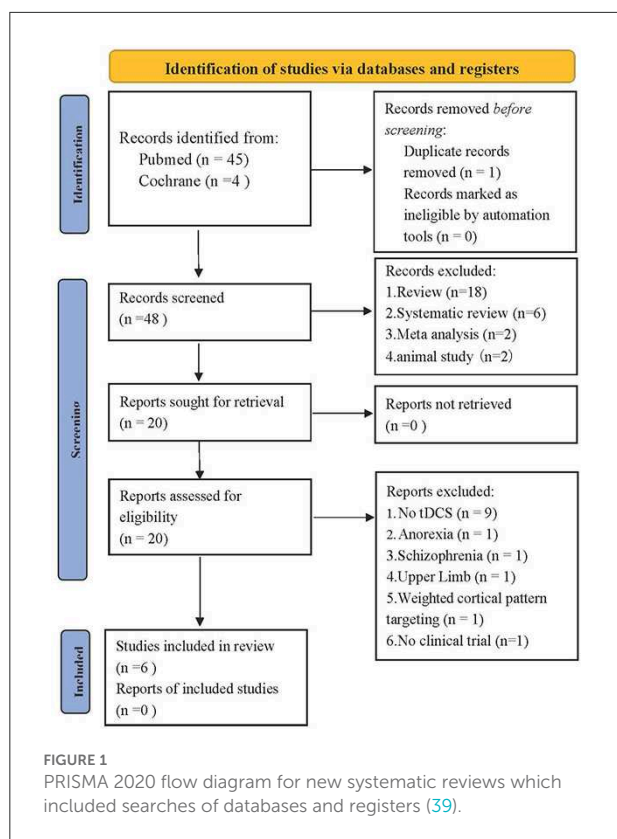 Identification of studies via databases and registers
Identification
Records identified from:
Pubmed (n = 45)
Cochrane (n =4 )
Records removed before
screening:
Duplicate records
removed (n = 1)
Records marked as
ineligible by automation
tools (n = 0)
Screening
Records screened
(n =48 )
Records excluded:
1.Review (n=18)
2.Systematic review (n=6)
3.Meta analysis (n=2)
4.animal study (n=2)
Reports sought for retrieval
(n = 20)
Reports not retrieved
(n =0 )
Reports assessed for
eligibility
(n = 20)
Reports excluded:
1.No tDCS (n = 9)
2.Anorexia (n = 1)
3.Schizophrenia (n = 1)
4.Upper Limb (n = 1)
5.Weighted cortical pattern
targeting (n = 1)
6.No clinical trial (n=1)
Included
Studies included in review
(n =6 )
Reports of included studies
(n =0 )
FIGURE 1
PRISMA 2020 flow diagram for new systematic reviews which
included searches of databases and registers (39).